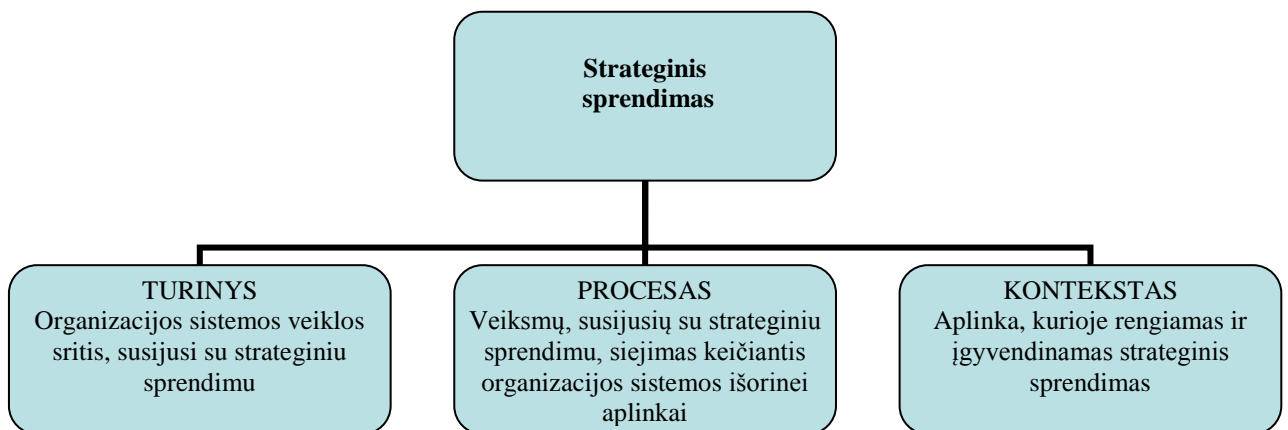 Strateginis
sprendimas
TURINYS
Organizacijos sistemos veiklos
sritis, susijusi su strateginiu
sprendimu
PROCESAS
Veiksmų, susijusių su strateginiu
sprendimu, siejimas keičiantis
organizacijos sistemos išorinei
aplinkai
KONTEKSTAS
Aplinka, kurioje rengiamas ir
įgyvendinamas strateginis
sprendimas